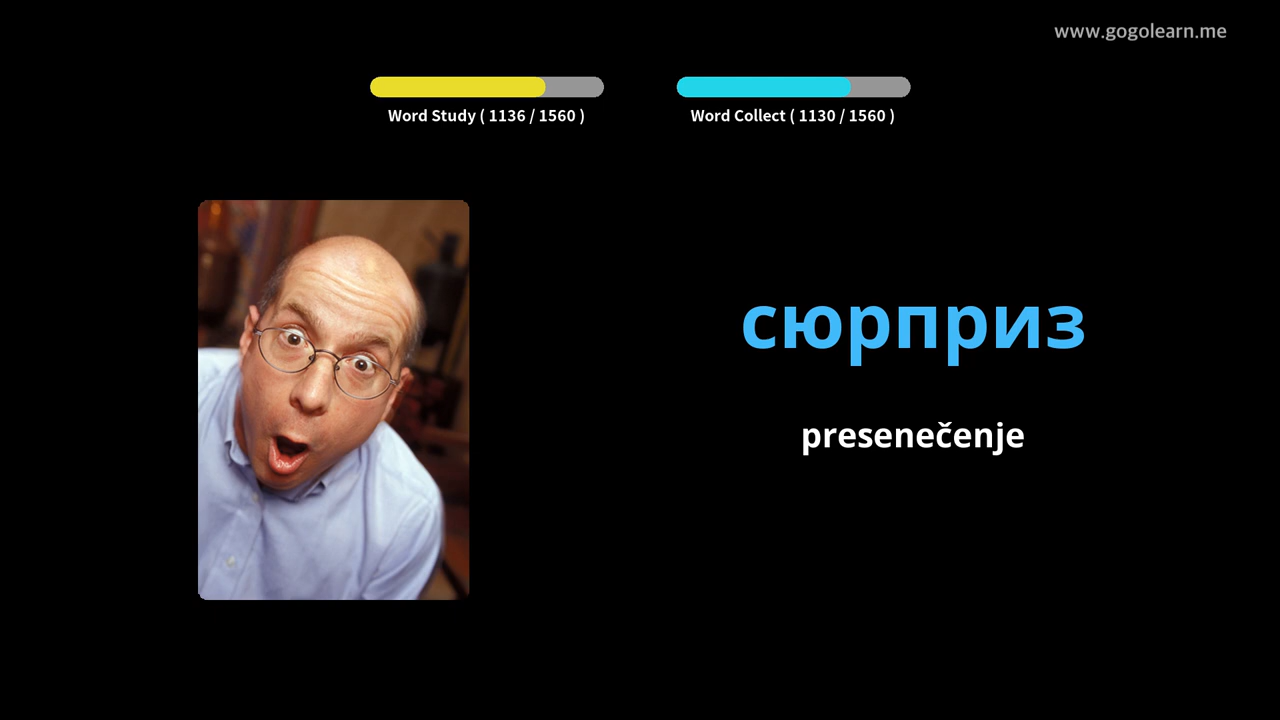 www.gogolearn.me
Word Study ( 1136 / 1560 )
Word Collect ( 1130 / 1560 )
сюрприз
presenečenje